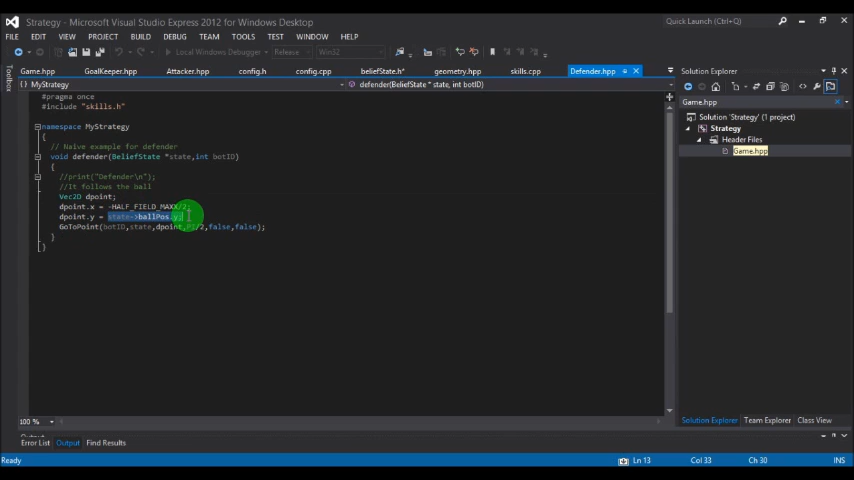 Strategy - Microsoft Visual Studio Express 2012 for Windows Desktop
Quick Launch (Ctrl+Q)
FILE EDIT VIEW PROJECT BUILD DEBUG TEAM TOOLS TEST WINDOW HELP
Local Windows Debugger Release Win32
Toolbox
Game.hpp GoalKeeper.hpp Attacker.hpp config.h config.cpp beliefState.h* geometry.hpp skills.cpp Defender.hpp
{ } MyStrategy defender(BeliefState * state, int botID)
#pragma once
#include "skills.h"
namespace MyStrategy
{
// Naive example for defender
void defender(BeliefState *state,int botID)
{
//print("Defender\n");
//It follows the ball
Vec2D dpoint;
dpoint.x = -HALF_FIELD_MAXX/2;
dpoint.y = state->ballPos.y;
GoToPoint(botID,state,dpoint,PI/2,false,false);
}
}
100 %
Solution Explorer
Game.hpp
Solution 'Strategy' (1 project)
Strategy
Header Files
Game.hpp
Solution Explorer Team Explorer Class View
Output
Error List Output Find Results
Ready Ln 13 Col 33 Ch 30 INS